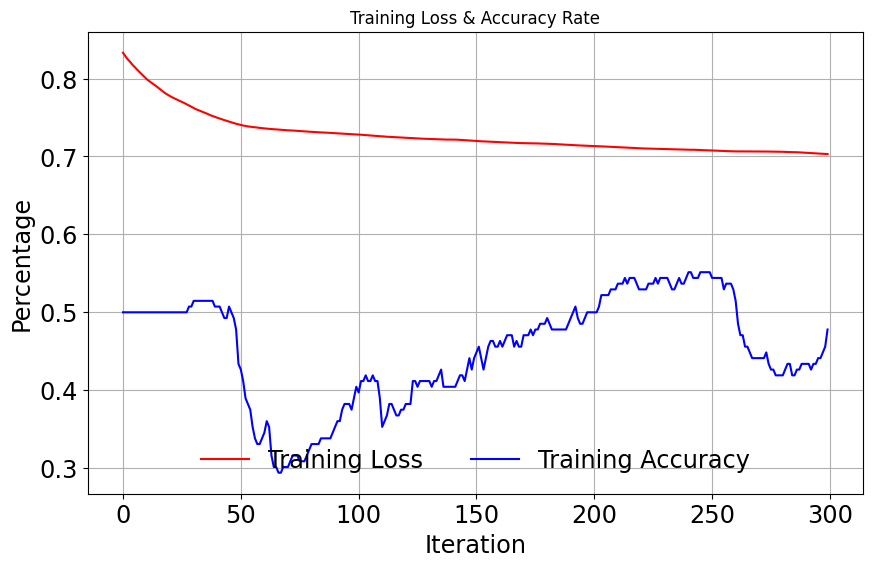 Training Loss & Accuracy Rate
Percentage
0.8
0.7
0.6
0.5
0.4
0.3
Training Loss Training Accuracy
0 50 100 150 200 250 300
Iteration